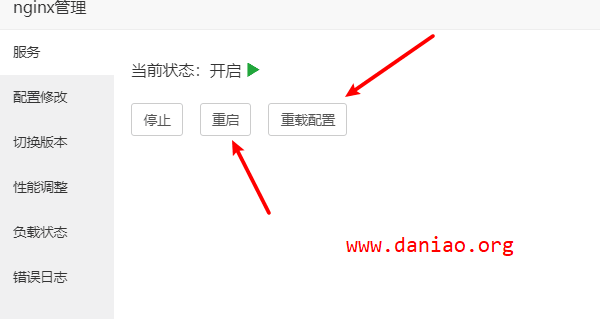 nginx管理
服务
配置修改
切换版本
性能调整
负载状态
错误日志
当前状态：开启
停止 重启 重载配置
www.daniao.org